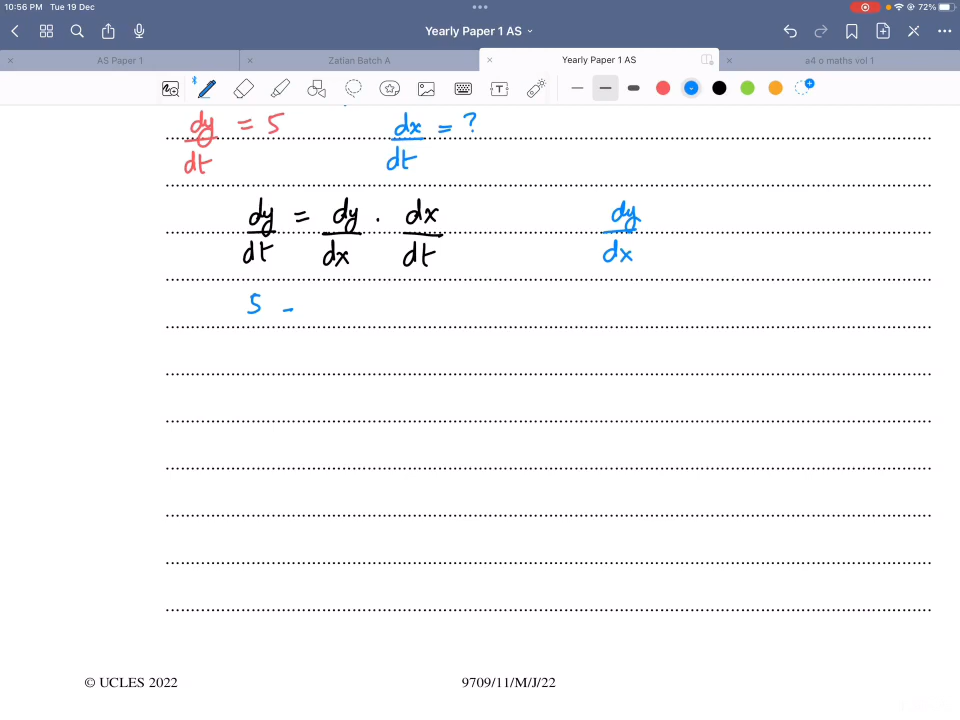 10:56 PM Tue 19 Dec
72%
Yearly Paper 1 AS
AS Paper 1
Zatian Batch A
Yearly Paper 1 AS
a4 o maths vol 1
dy/dt = 5 dx/dt = ?
dy/dt = dy/dx . dx/dt dy/dx
5 -
© UCLES 2022 9709/11/M/J/22